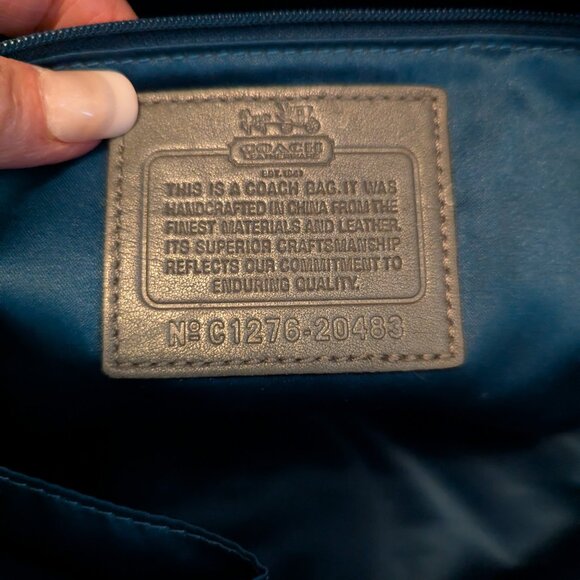 COACH
LEATHERWARE
EST. 1941
THIS IS A COACH BAG. IT WAS
HANDCRAFTED IN CHINA FROM THE
FINEST MATERIALS AND LEATHER.
ITS SUPERIOR CRAFTSMANSHIP
REFLECTS OUR COMMITMENT TO
ENDURING QUALITY.
Nº C1276-20483